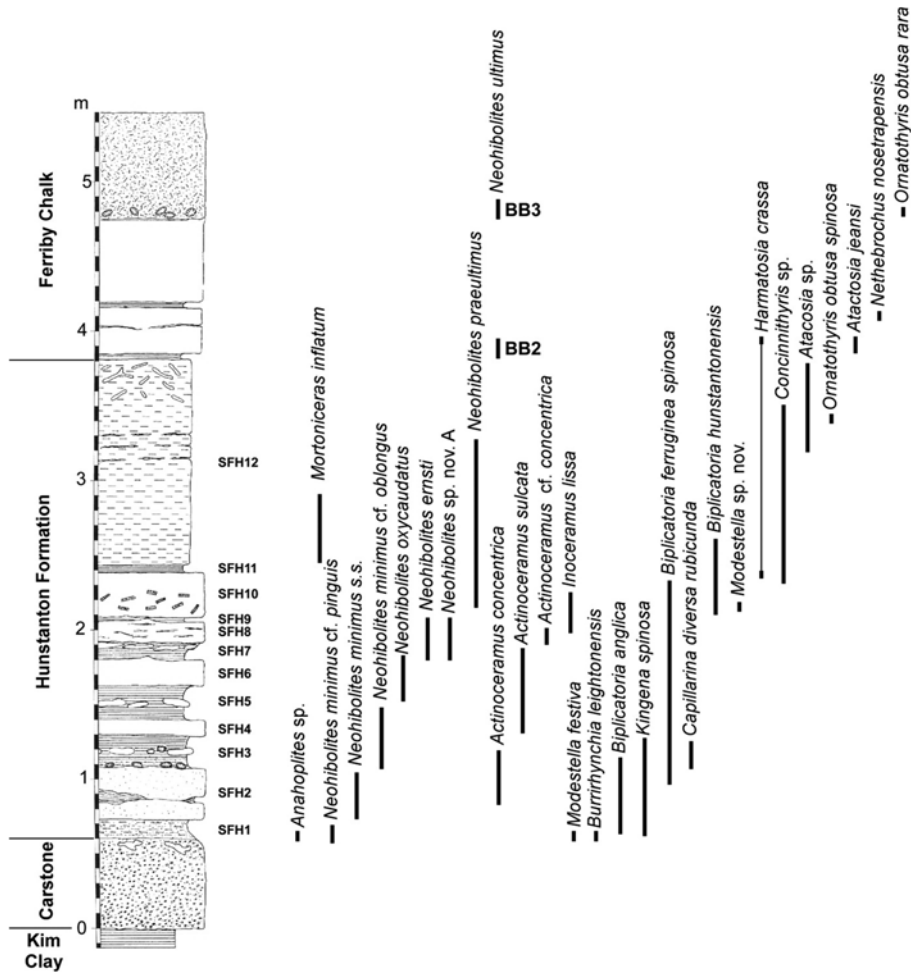 m
5
4
3
2
1
0
Ferriby Chalk
Hunstanton Formation
Carstone
Kim
Clay
SFH12
SFH11
SFH10
SFH9
SFH8
SFH7
SFH6
SFH5
SFH4
SFH3
SFH2
SFH1
Anahoplites sp.
Mortoniceras inflatum
Neohibolites minimus cf. pinguis
Neohibolites minimus s.s.
Neohibolites minimus cf. oblongus
Neohibolites oxycaudatus
Neohibolites ernsti
Neohibolites sp. nov. A
Neohibolites praeultimus
Neohibolites ultimus
BB3
BB2
Actinoceramus concentrica
Actinoceramus sulcata
Actinoceramus cf. concentrica
Inoceramus lissa
Modestella festiva
Burrirhynchia leightonensis
Biplicatoria anglica
Kingena spinosa
Biplicatoria ferruginea spinosa
Capillarina diversa rubicunda
Biplicatoria hunstantonensis
Modestella sp. nov.
Harmatosia crassa
Concinnithyris sp.
Atacosia sp.
Ornatothyris obtusa spinosa
Atactosia jeansi
Nethebrochus nosetrapensis
Ornatothyris obtusa rara